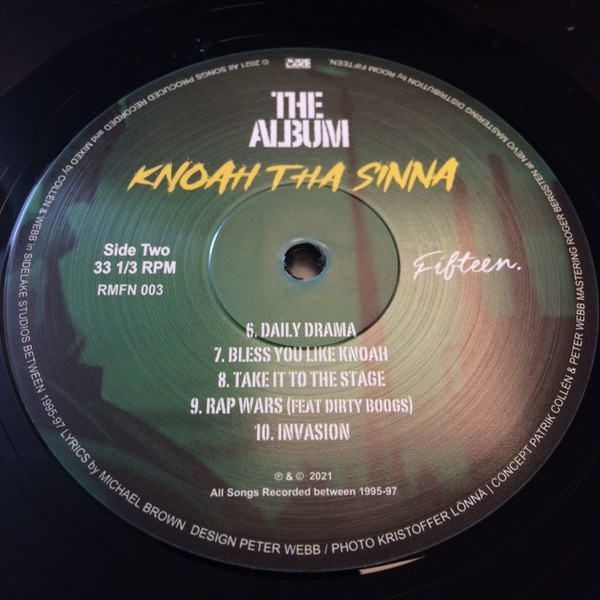 THE
ALBUM
KNOAH THA SINNA
Side Two
33 1/3 RPM
RMFN 003
Fifteen.
6. DAILY DRAMA
7. BLESS YOU LIKE KNOAH
8. TAKE IT TO THE STAGE
9. RAP WARS (FEAT DIRTY BOOGS)
10. INVASION
℗ & © 2021
All Songs Recorded between 1995-97
© 2021 All SONGS PRODUCED RECORDED and MIXED by COLLÉN & WEBB in SIDELAKE STUDIOS BETWEEN 1995-97 LYRICS by MICHAEL BROWN DESIGN PETER WEBB / PHOTO KRISTOFFER LÖNNÅ | CONCEPT PATRIK COLLÉN & PETER WEBB MASTERING ROGER BERGSTEN at NEVO MASTERING DISTRIBUTION by ROOM FIFTEEN.